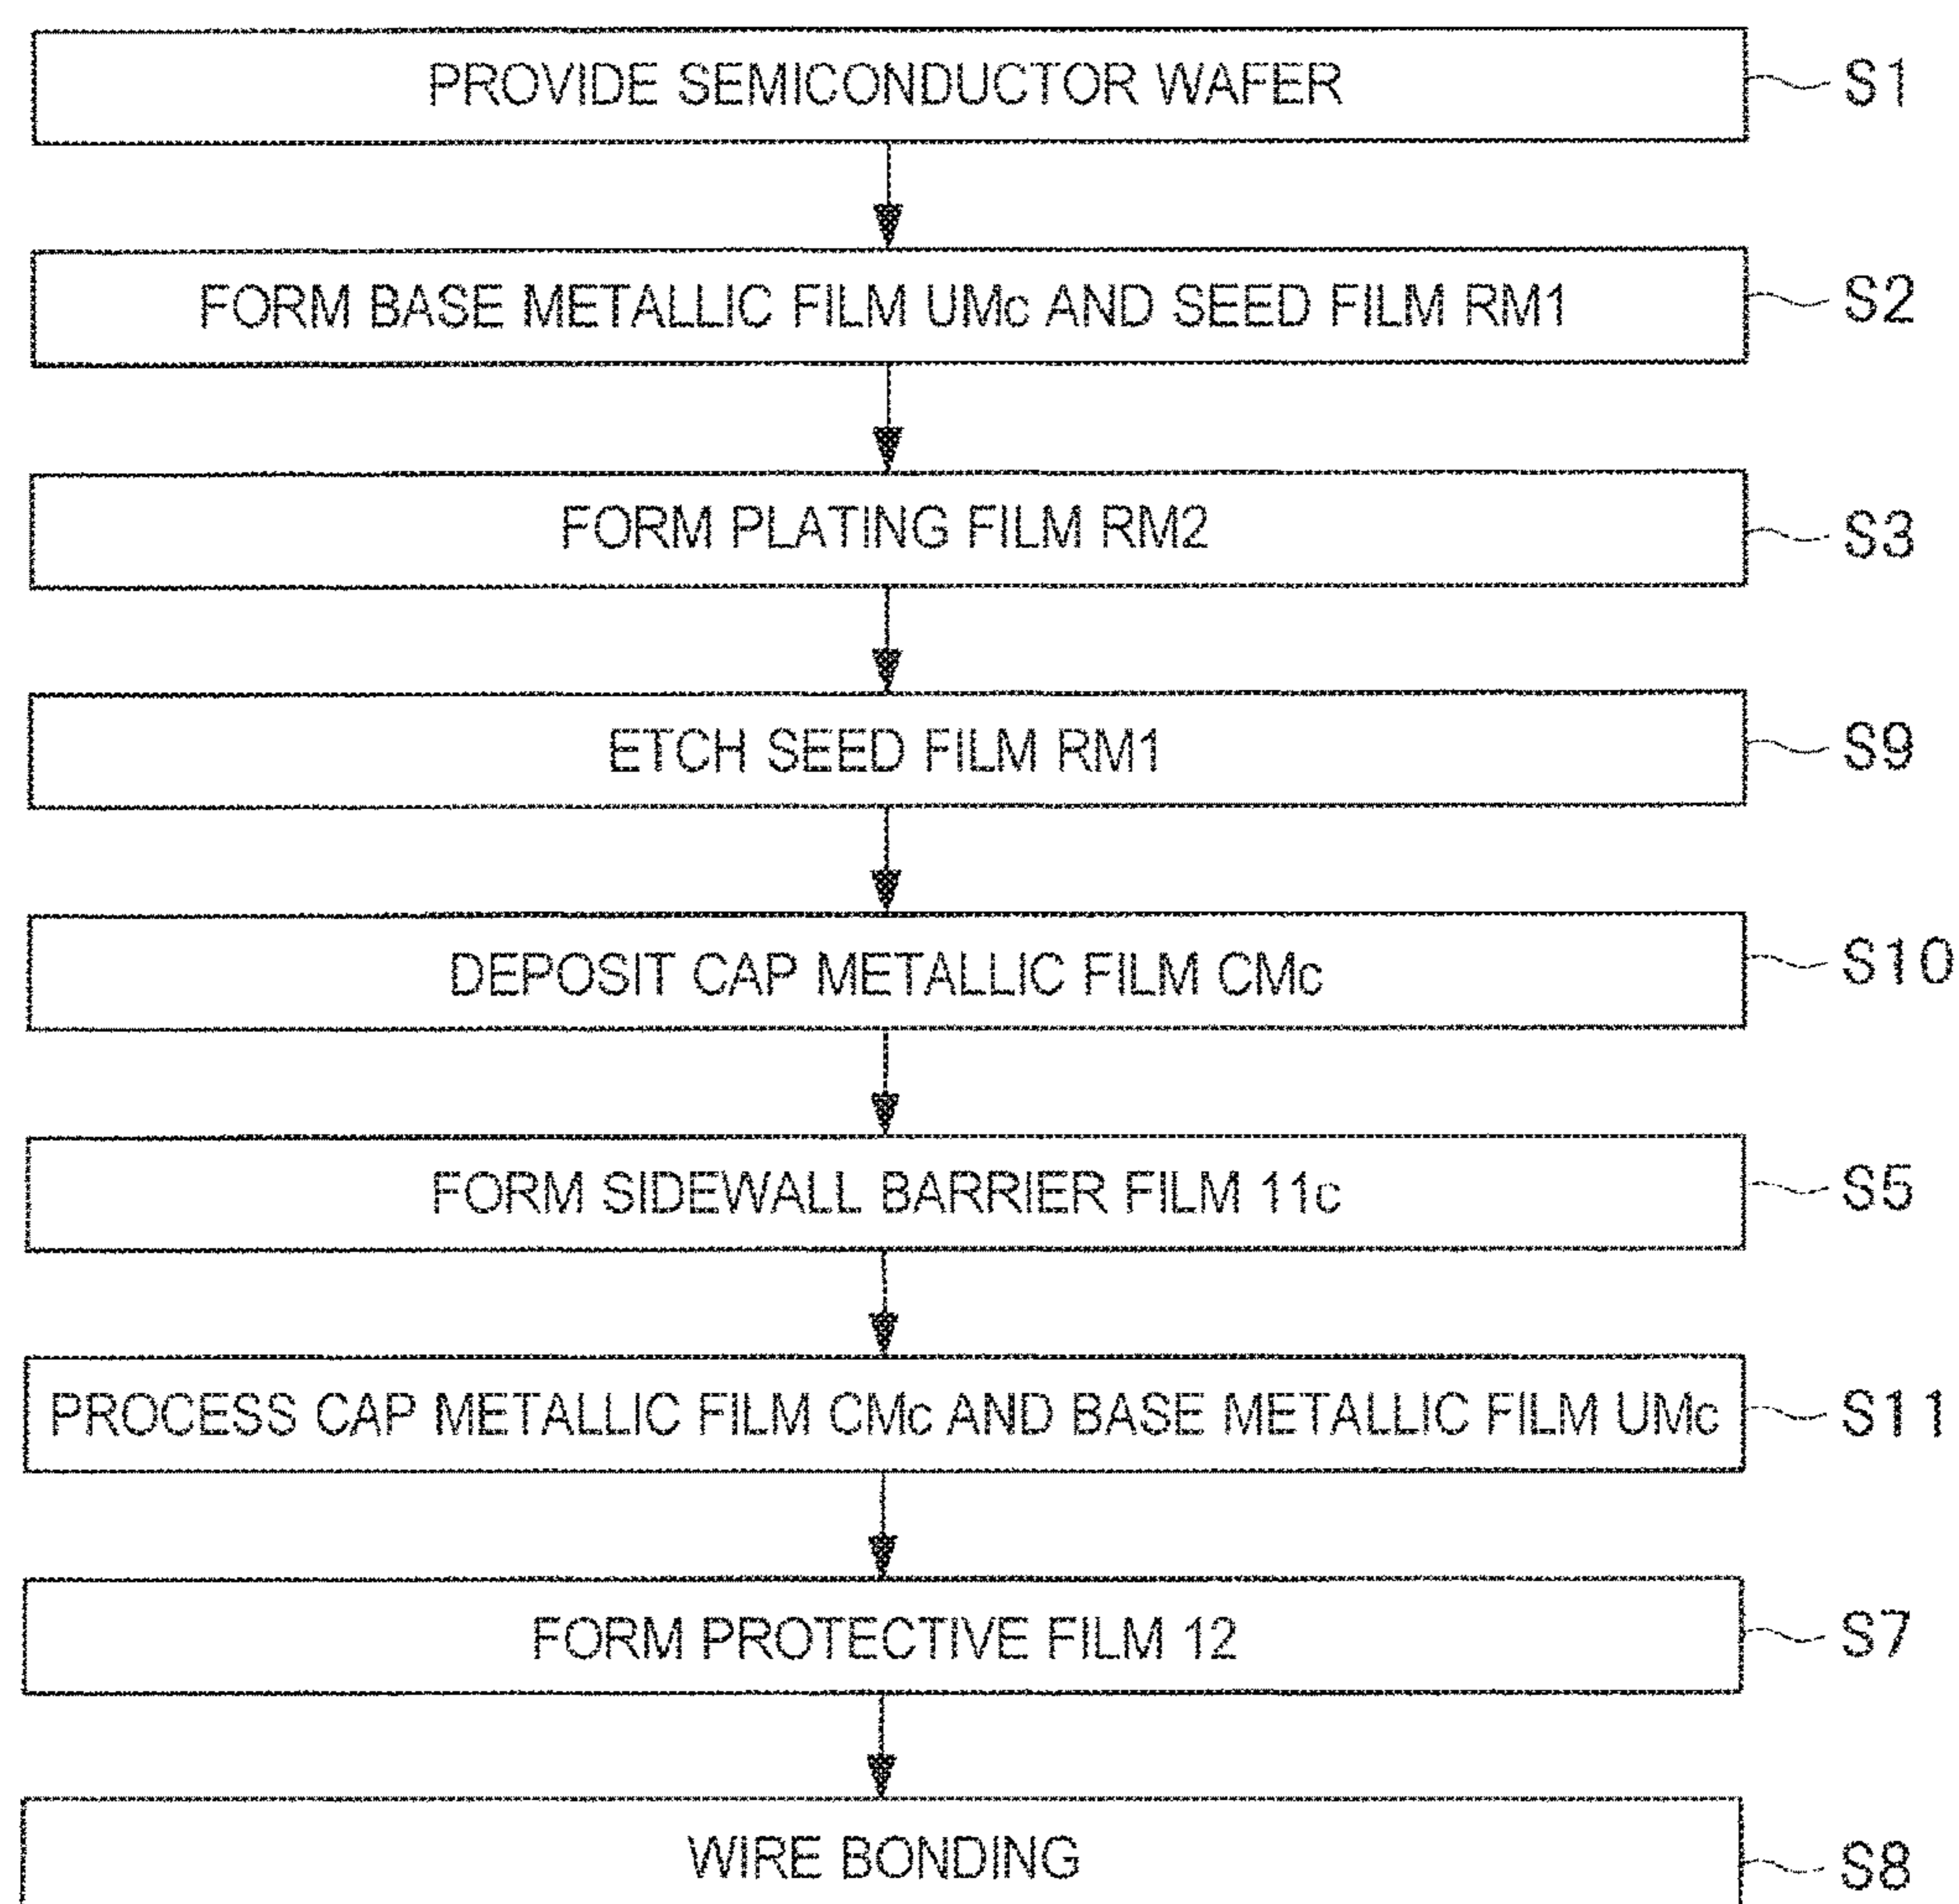 PROVIDE SEMICONDUCTOR WAFER S1
FORM BASE METALLIC FILM UMc AND SEED FILM RM1 S2
FORM PLATING FILM RM2 S3
ETCH SEED FILM RM1 S9
DEPOSIT CAP METALLIC FILM CMc S10
FORM SIDEWALL BARRIER FILM 11c S5
PROCESS CAP METALLIC FILM CMc AND BASE METALLIC FILM UMc S11
FORM PROTECTIVE FILM 12 S7
WIRE BONDING S8